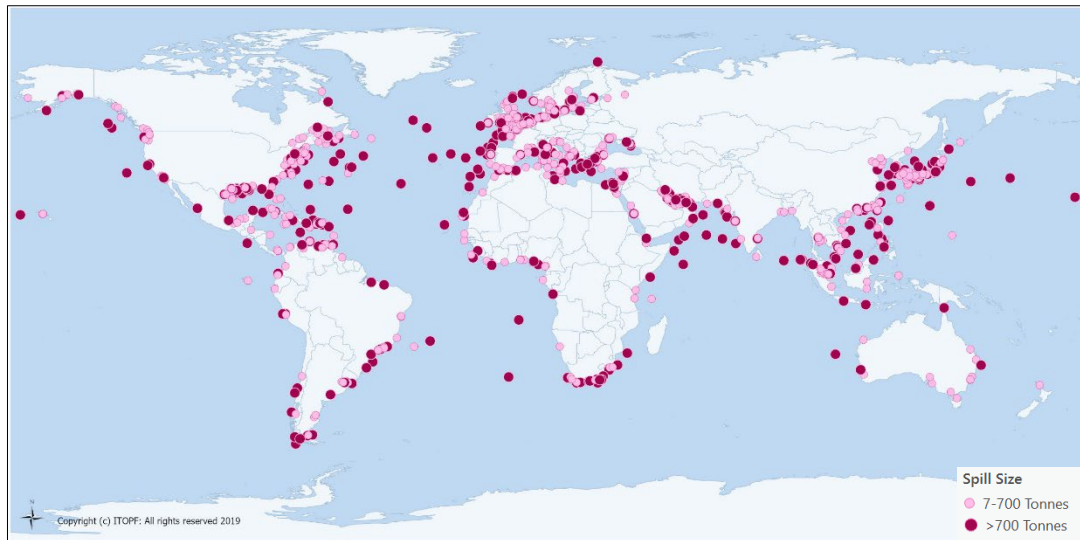 Spill Size
7-700 Tonnes
>700 Tonnes
Copyright (c) ITOPF: All rights reserved 2019